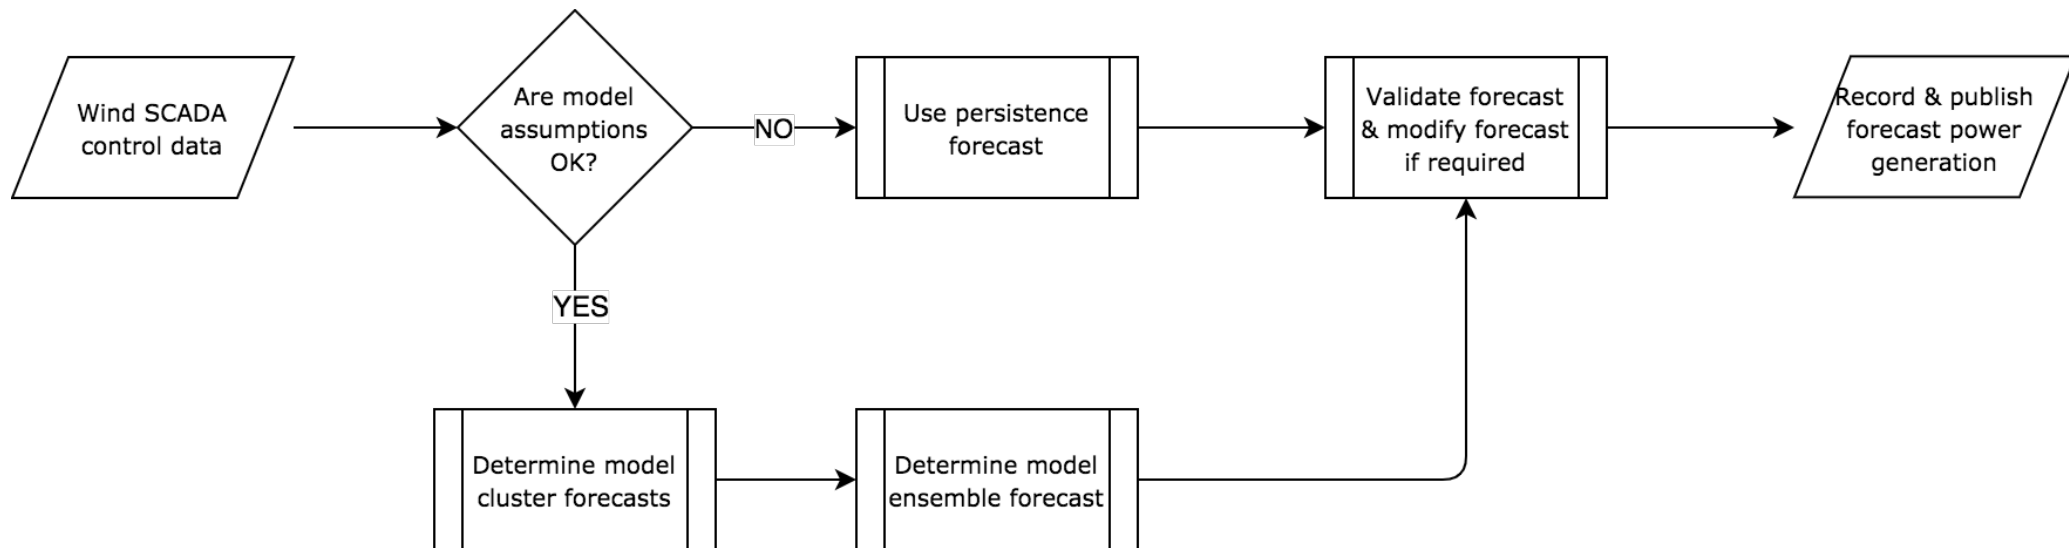 Wind SCADA
control data
Are model
assumptions
OK?
NO
Use persistence
forecast
Validate forecast
& modify forecast
if required
Record & publish
forecast power
generation
YES
Determine model
cluster forecasts
Determine model
ensemble forecast